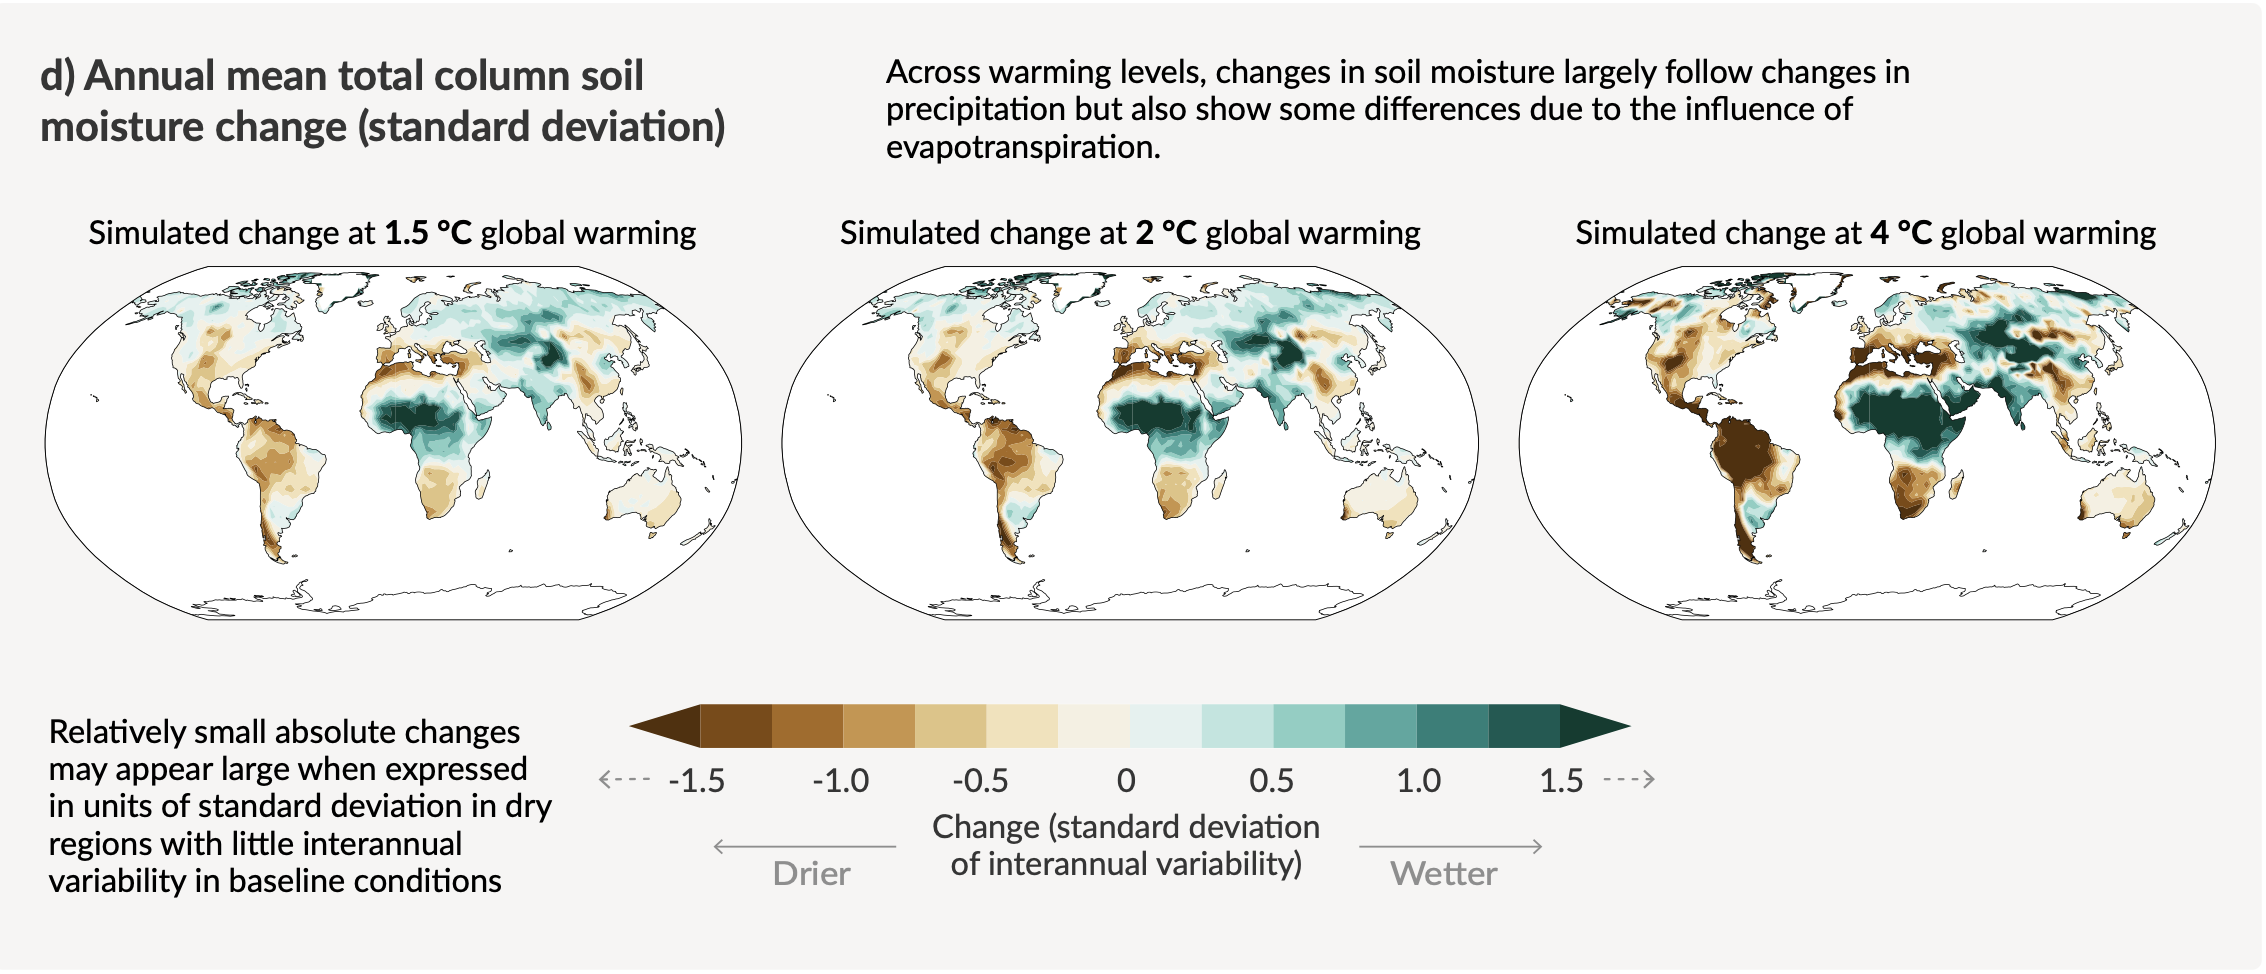 d) Annual mean total column soil
moisture change (standard deviation)
Across warming levels, changes in soil moisture largely follow changes in
precipitation but also show some differences due to the influence of
evapotranspiration.
Simulated change at 1.5 °C global warming
Simulated change at 2 °C global warming
Simulated change at 4 °C global warming
Relatively small absolute changes
may appear large when expressed
in units of standard deviation in dry
regions with little interannual
variability in baseline conditions
-1.5 -1.0 -0.5 0 0.5 1.0 1.5
Change (standard deviation
of interannual variability)
Drier
Wetter